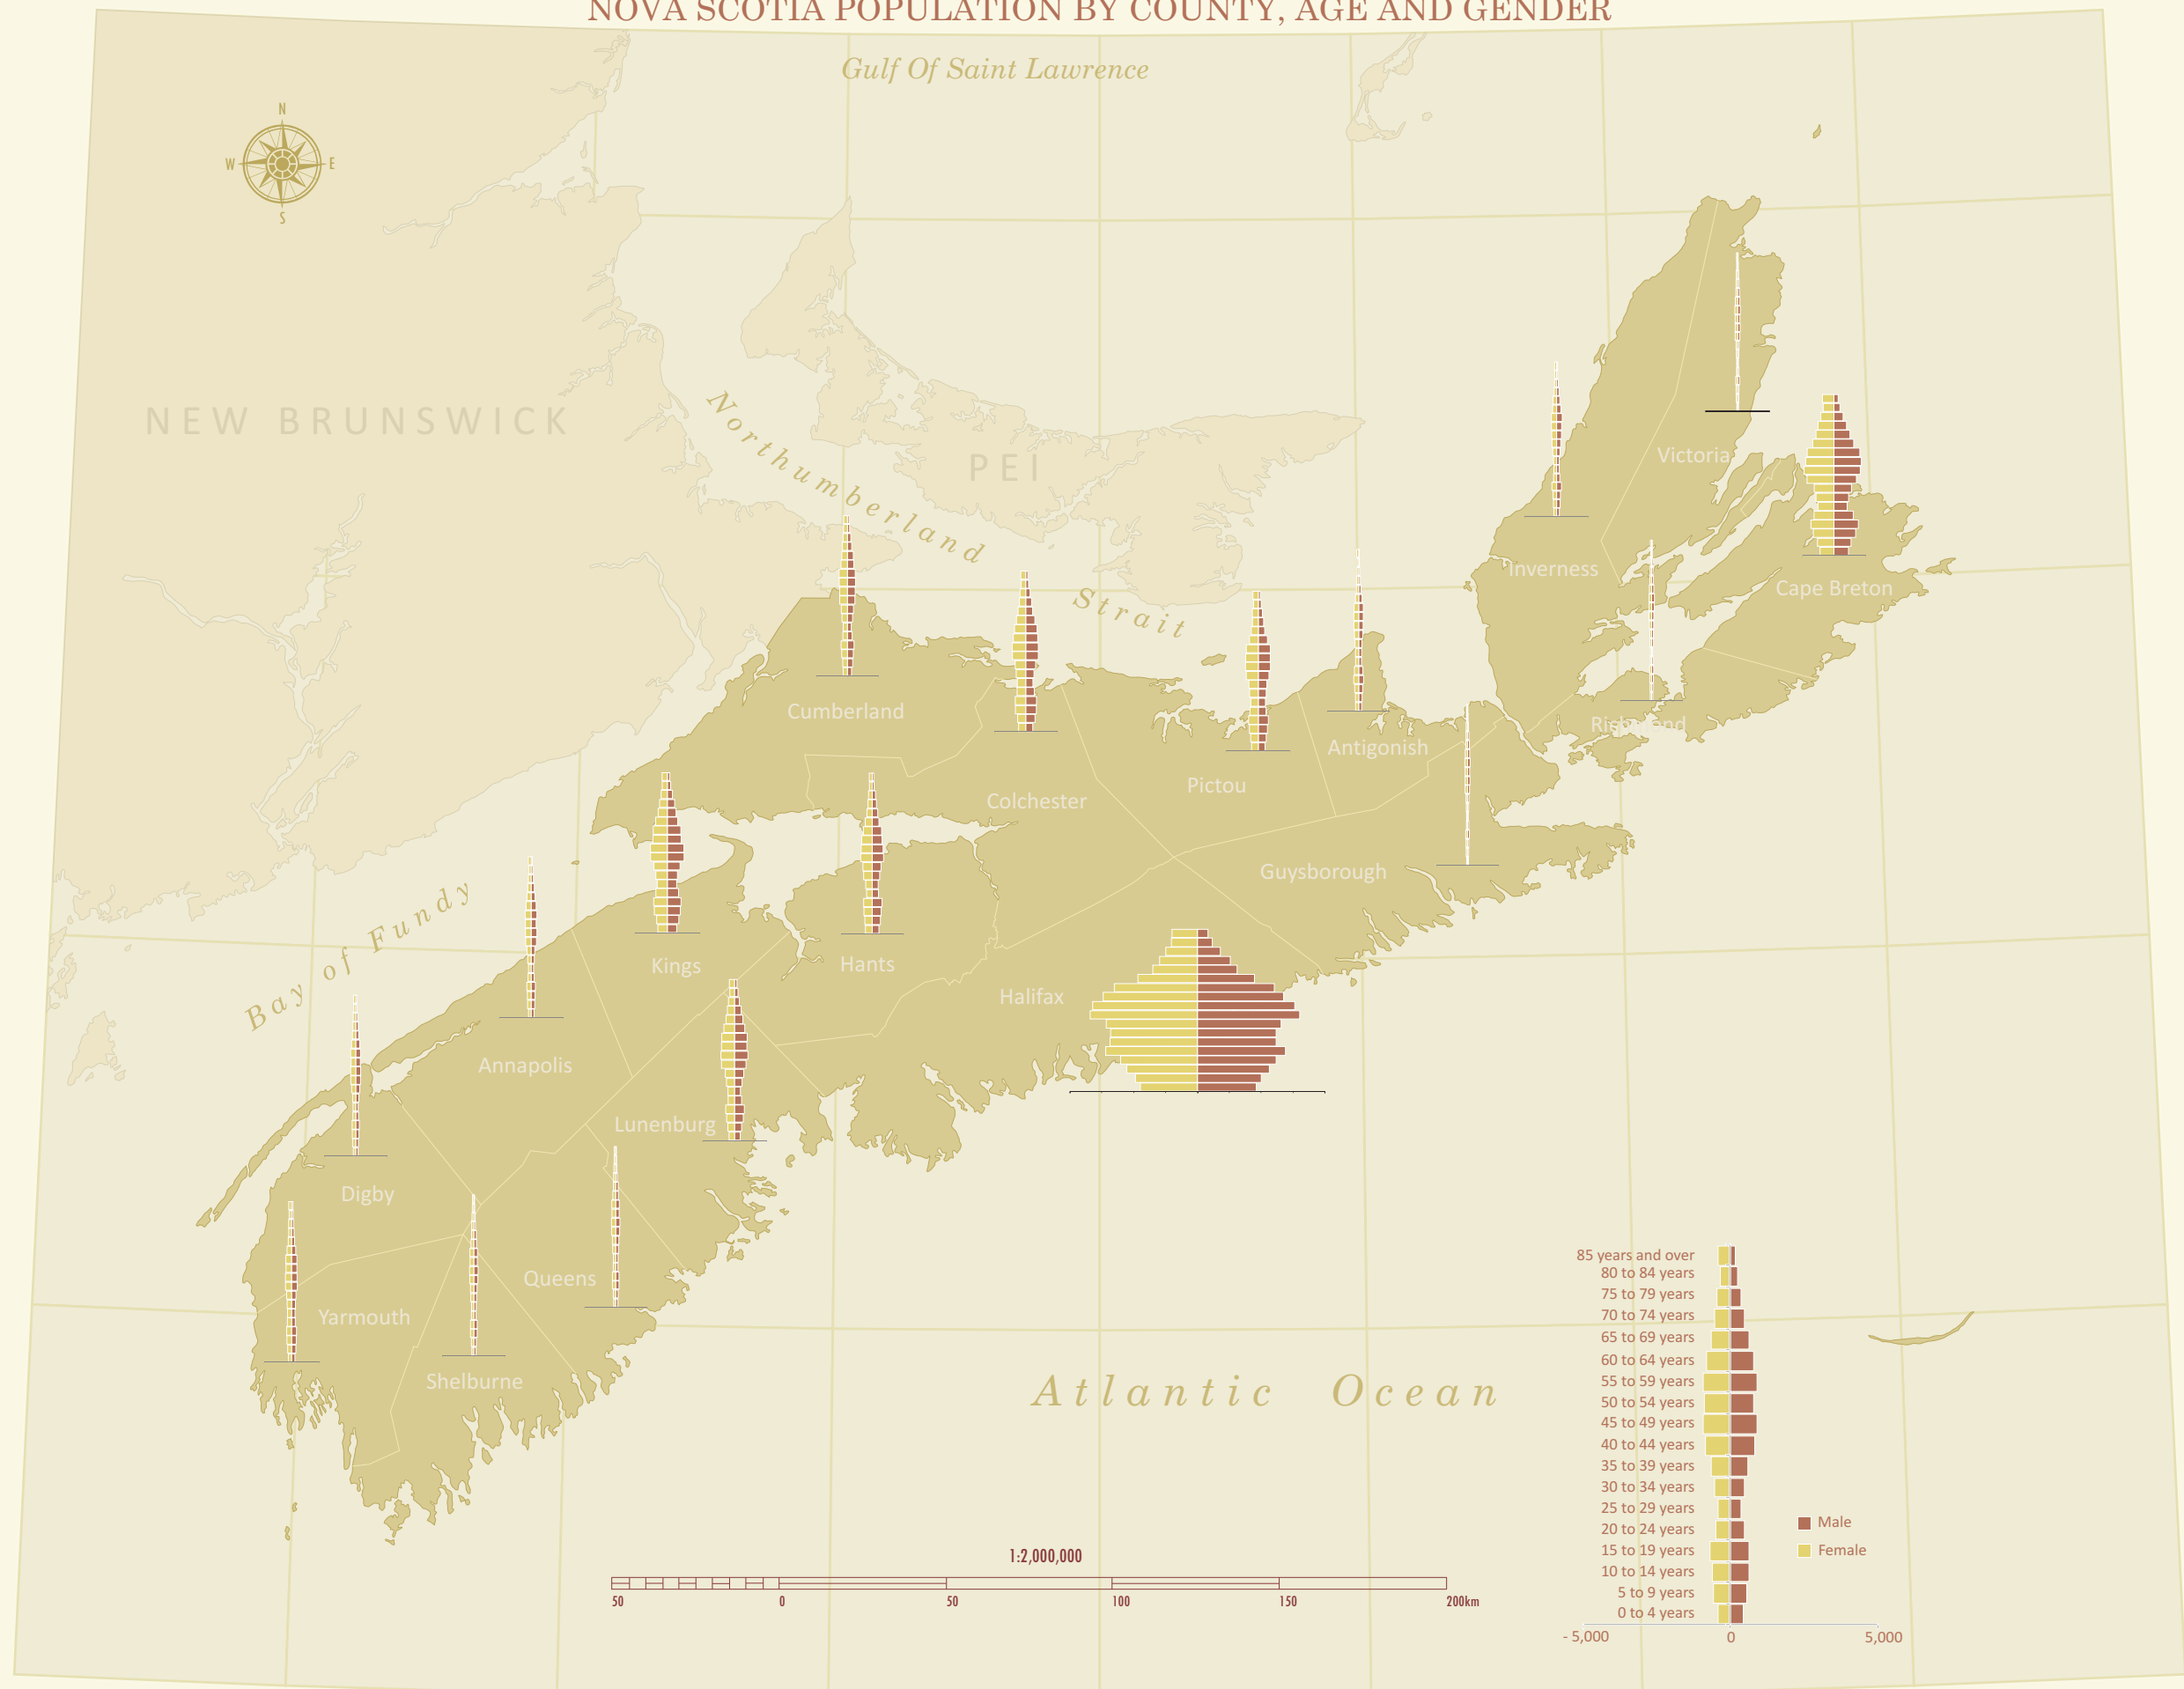 NOVA SCOTIA POPULATION BY COUNTY, AGE AND GENDER
Gulf Of Saint Lawrence
N
W
E
S
NEW BRUNSWICK
PEI
Northumberland
Strait
Victoria
Inverness
Cape Breton
Richmond
Cumberland
Antigonish
Pictou
Colchester
Guysborough
Bay of Fundy
Kings
Hants
Halifax
Annapolis
Lunenburg
Digby
Queens
Yarmouth
Shelburne
Atlantic Ocean
85 years and over
80 to 84 years
75 to 79 years
70 to 74 years
65 to 69 years
60 to 64 years
55 to 59 years
50 to 54 years
45 to 49 years
40 to 44 years
35 to 39 years
30 to 34 years
25 to 29 years
20 to 24 years
15 to 19 years
10 to 14 years
5 to 9 years
0 to 4 years
- 5,000
0
5,000
Male
Female
1:2,000,000
50
0
50
100
150
200km